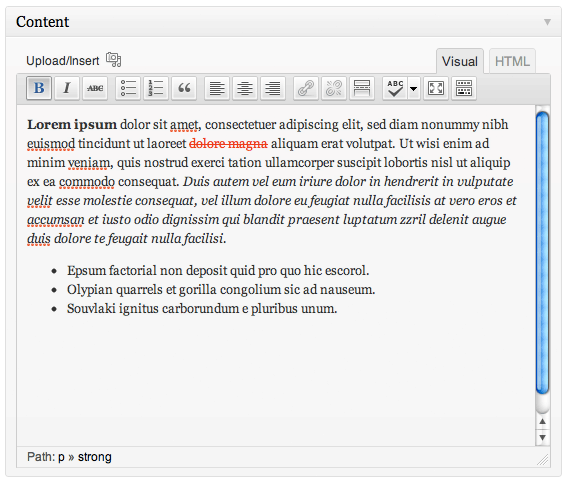 Content
Upload/Insert
Visual HTML
B I ABC ABC
Lorem ipsum dolor sit amet, consectetuer adipiscing elit, sed diam nonummy nibh
euismod tincidunt ut laoreet dolore magna aliquam erat volutpat. Ut wisi enim ad
minim veniam, quis nostrud exerci tation ullamcorper suscipit lobortis nisl ut aliquip
ex ea commodo consequat. Duis autem vel eum iriure dolor in hendrerit in vulputate
velit esse molestie consequat, vel illum dolore eu feugiat nulla facilisis at vero eros et
accumsan et iusto odio dignissim qui blandit praesent luptatum zzril delenit augue
duis dolore te feugait nulla facilisi.
• Epsum factorial non deposit quid pro quo hic escorol.
• Olypian quarrels et gorilla congolium sic ad nauseum.
• Souvlaki ignitus carborundum e pluribus unum.
Path: p » strong